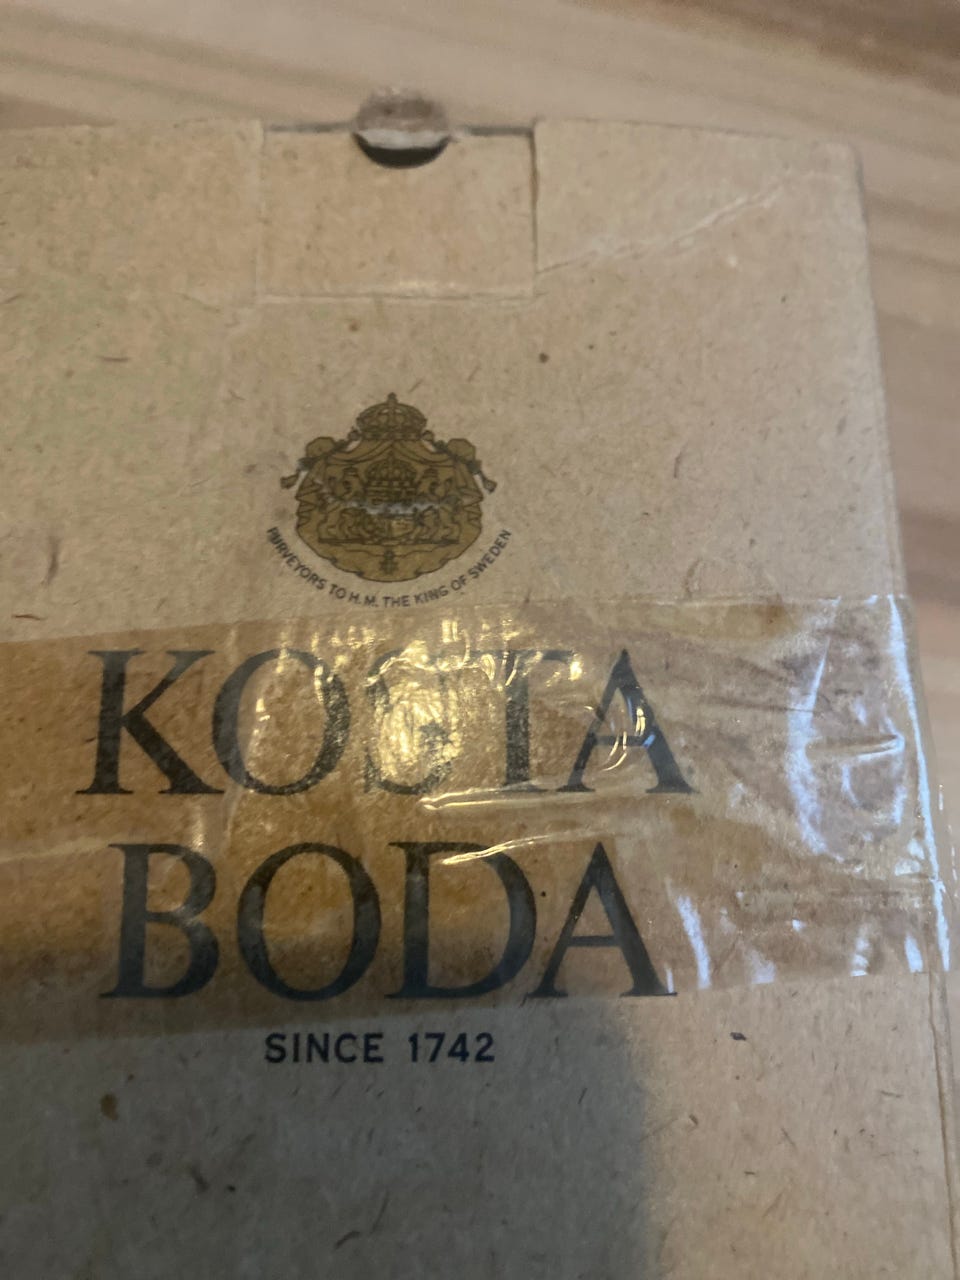 PURVEYORS TO H.M. THE KING OF SWEDEN
KOSTA
BODA
SINCE 1742